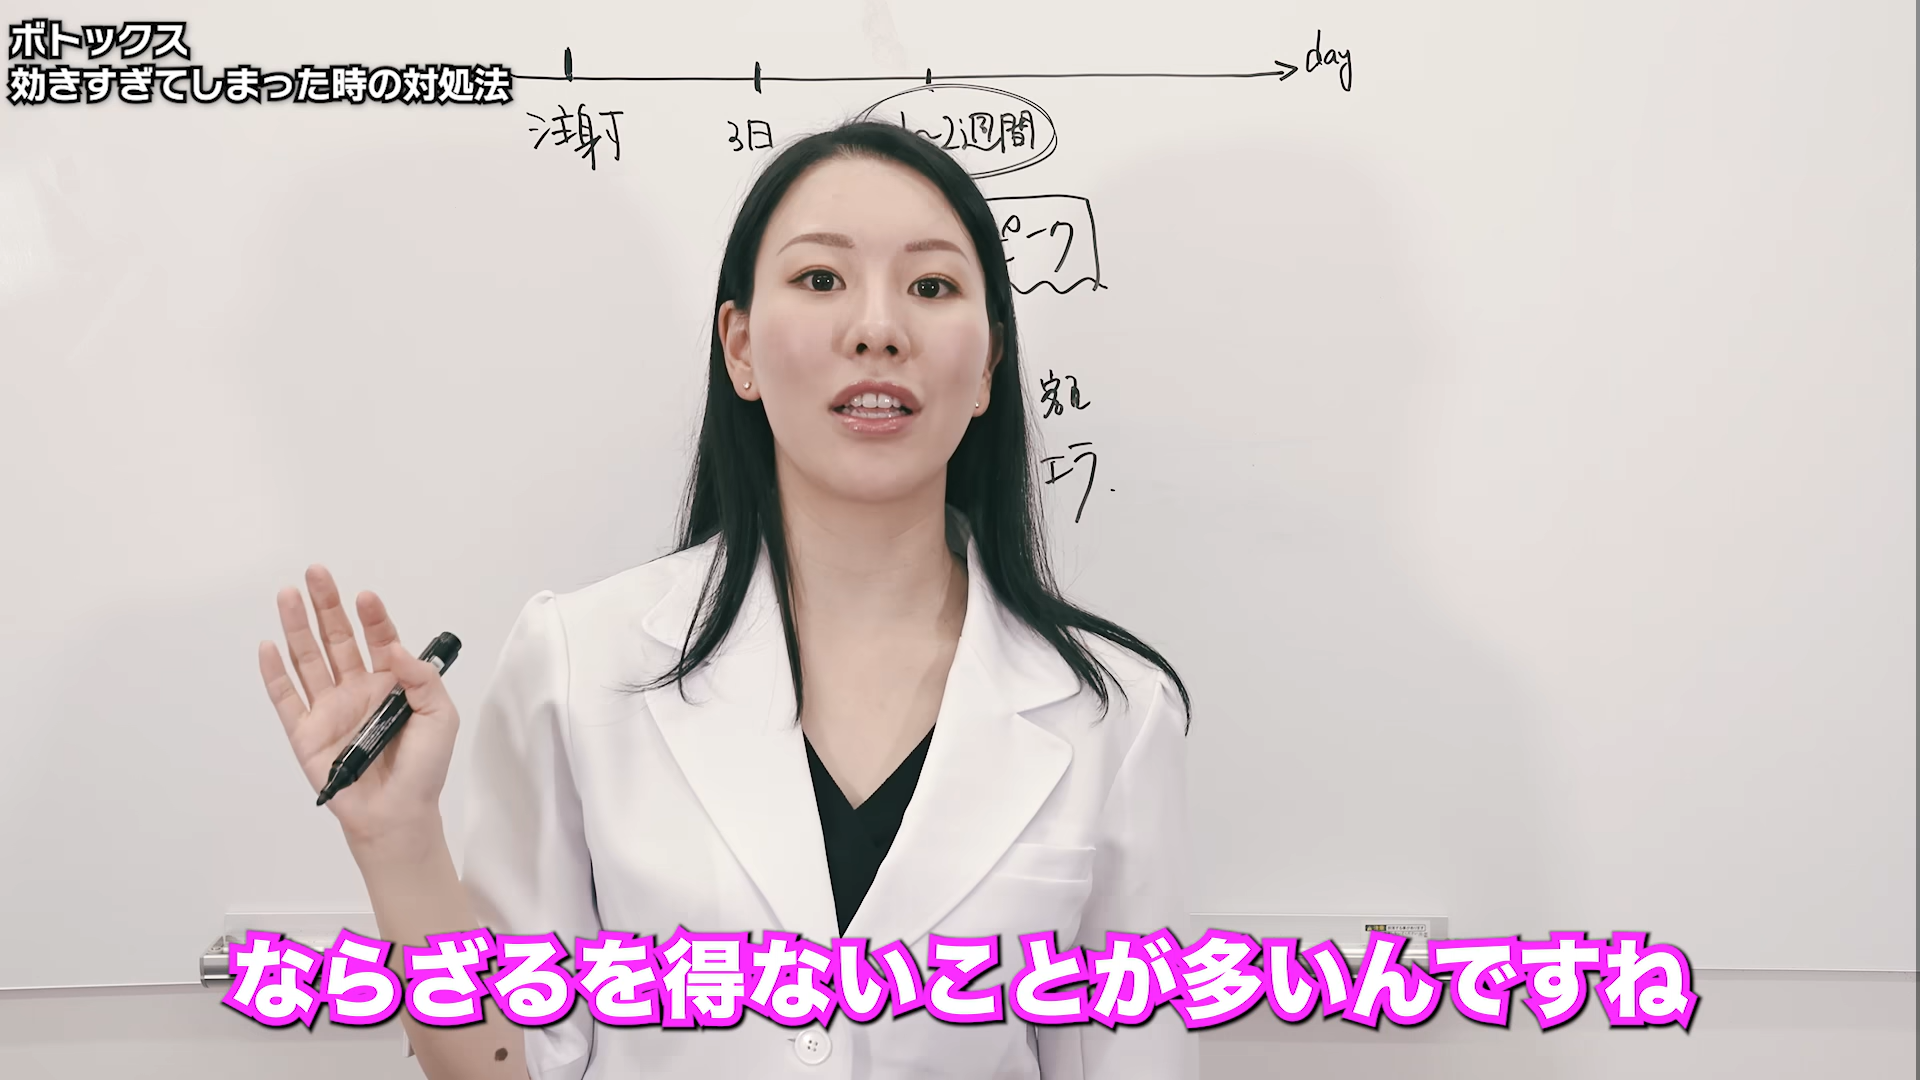 ボトックス
効きすぎてしまった時の対処法
day
注射
3日
~2週間
ピーク
額
エラ.
ならざるを得ないことが多いんですね